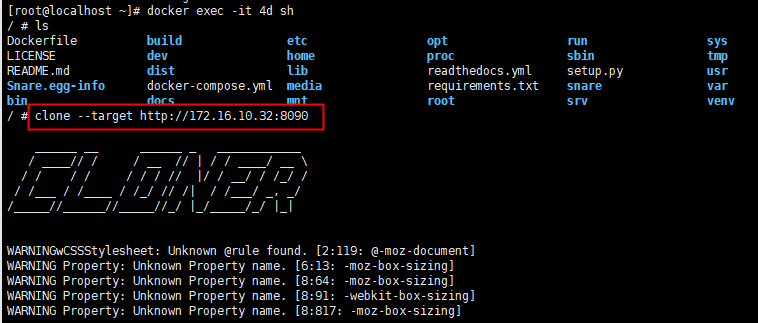 [root@localhost ~]# docker exec -it 4d sh
/ # ls
Dockerfile build etc opt run sys
LICENSE dev home proc sbin tmp
README.md dist lib readthedocs.yml setup.py usr
Snare.egg-info docker-compose.yml media requirements.txt snare var
bin docs mnt root srv venv
/ # clone --target http://172.16.10.32:8090
CLONER
WARNINGwCSSStylesheet: Unknown @rule found. [2:119: @-moz-document]
WARNING Property: Unknown Property name. [6:13: -moz-box-sizing]
WARNING Property: Unknown Property name. [8:64: -moz-box-sizing]
WARNING Property: Unknown Property name. [8:91: -webkit-box-sizing]
WARNING Property: Unknown Property name. [8:817: -moz-box-sizing]